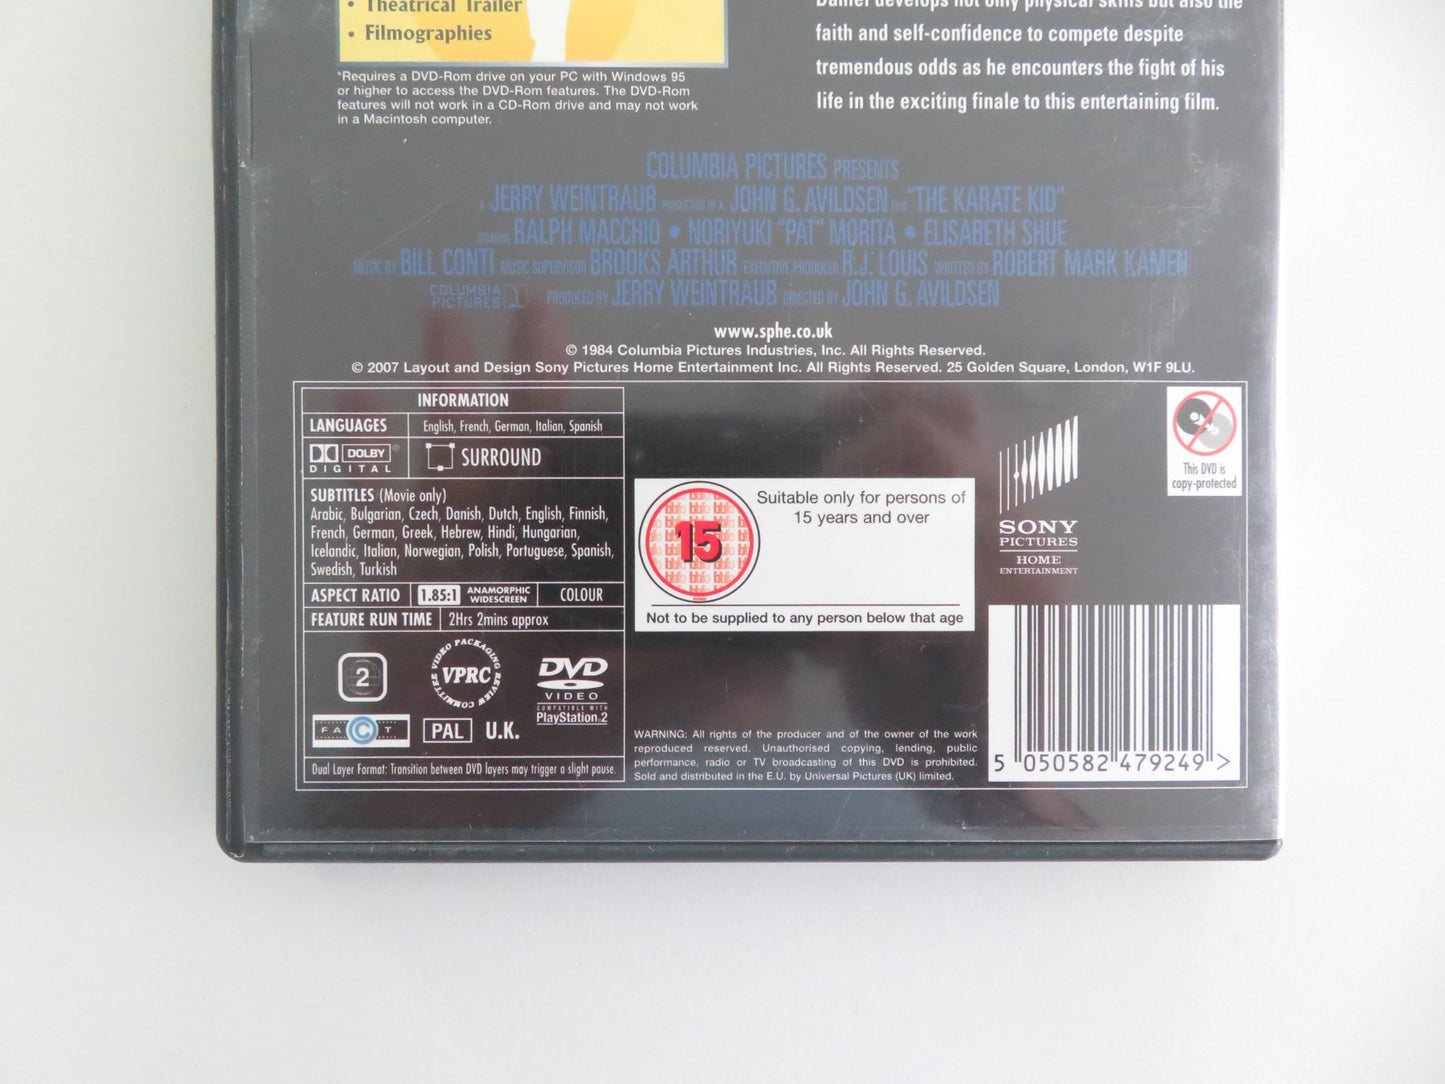 • Theatrical Trailer
• Filmographies
*Requires a DVD-Rom drive on your PC with Windows 95
or higher to access the DVD-Rom features. The DVD-Rom
features will not work in a CD-Rom drive and may not work
in a Macintosh computer.
Daniel develops not only physical skills but also the
faith and self-confidence to compete despite
tremendous odds as he encounters the fight of his
life in the exciting finale to this entertaining film.
COLUMBIA PICTURES PRESENTS
A JERRY WEINTRAUB PRODUCTION OF A JOHN G. AVILDSEN FILM "THE KARATE KID"
STARRING RALPH MACCHIO • NORIYUKI "PAT" MORITA • ELISABETH SHUE
MUSIC BY BILL CONTI MUSIC SUPERVISOR BROOKS ARTHUR EXECUTIVE PRODUCER R.J. LOUIS WRITTEN BY ROBERT MARK KAMEN
COLUMBIA
PICTURES
PRODUCED BY JERRY WEINTRAUB DIRECTED BY JOHN G. AVILDSEN
www.sphe.co.uk
© 1984 Columbia Pictures Industries, Inc. All Rights Reserved.
© 2007 Layout and Design Sony Pictures Home Entertainment Inc. All Rights Reserved. 25 Golden Square, London, W1F 9LU.
INFORMATION
LANGUAGES English, French, German, Italian, Spanish
DOLBY®
DIGITAL
SURROUND
SUBTITLES (Movie only)
Arabic, Bulgarian, Czech, Danish, Dutch, English, Finnish,
French, German, Greek, Hebrew, Hindi, Hungarian,
Icelandic, Italian, Norwegian, Polish, Portuguese, Spanish,
Swedish, Turkish
ASPECT RATIO 1.85:1 ANAMORPHIC
WIDESCREEN
COLOUR
FEATURE RUN TIME 2Hrs 2mins approx
2
VIDEO PACKAGING REVIEW COMMITTEE
VPRC
DVD
VIDEO
COMPATIBLE WITH
PlayStation 2
FACT
PAL U.K.
Dual Layer Format: Transition between DVD layers may trigger a slight pause.
15
Suitable only for persons of
15 years and over
Not to be supplied to any person below that age
WARNING: All rights of the producer and of the owner of the work
reproduced reserved. Unauthorised copying, lending, public
performance, radio or TV broadcasting of this DVD is prohibited.
Sold and distributed in the E.U. by Universal Pictures (UK) limited.
SONY
PICTURES
HOME
ENTERTAINMENT
This DVD is
copy-protected
5 050582 479249 >